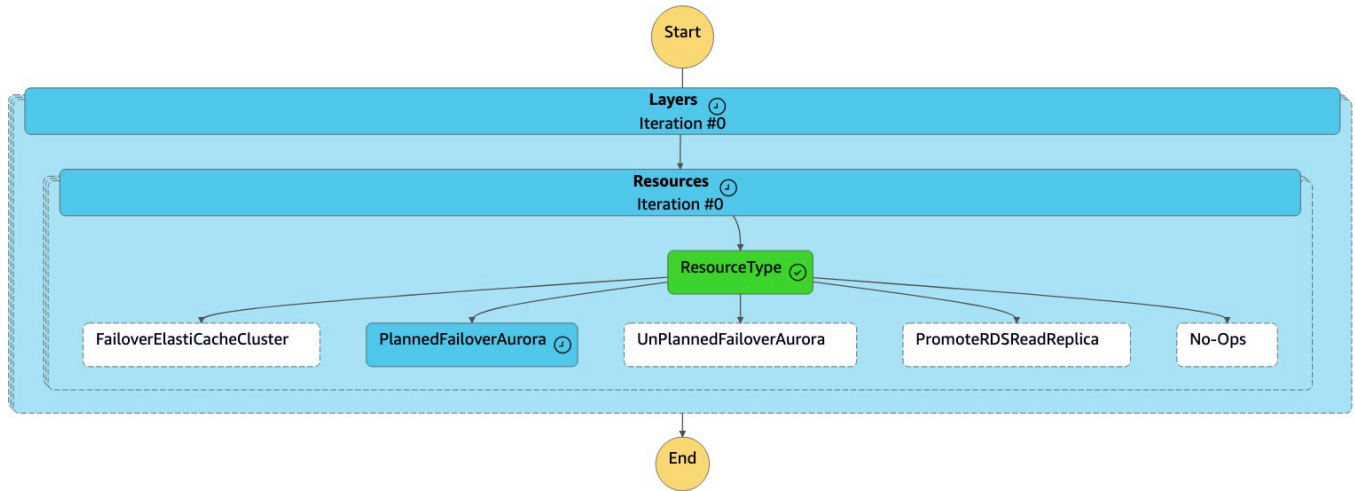 Start
Layers
Iteration #0
Resources
Iteration #0
ResourceType
FailoverElastiCacheCluster
PlannedFailoverAurora
UnPlannedFailoverAurora
PromoteRDSReadReplica
No-Ops
End